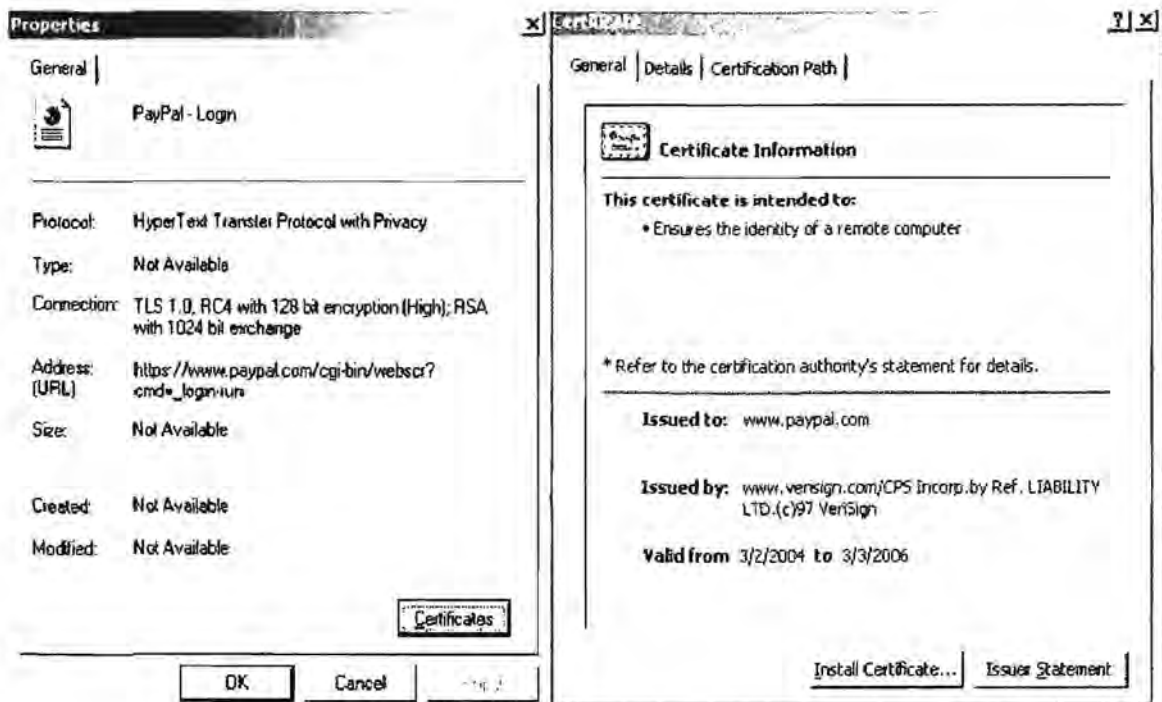 Properties
General
PayPal - Login
Protocol: HyperText Transfer Protocol with Privacy
Type: Not Available
Connection: TLS 1.0, RC4 with 128 bit encryption (High); RSA
with 1024 bit exchange
Address: https://www.paypal.com/cgi-bin/webscr?
(URL) cmd=_login-run
Size: Not Available
Created: Not Available
Modified: Not Available
Certificates
OK Cancel
Certificate
General Details Certification Path
Certificate Information
This certificate is intended to:
• Ensures the identity of a remote computer
* Refer to the certification authority's statement for details.
Issued to: www.paypal.com
Issued by: www.verisign.com/CPS Incorp.by Ref. LIABILITY
LTD.(c)97 VeriSign
Valid from 3/2/2004 to 3/3/2006
Install Certificate... Issuer Statement